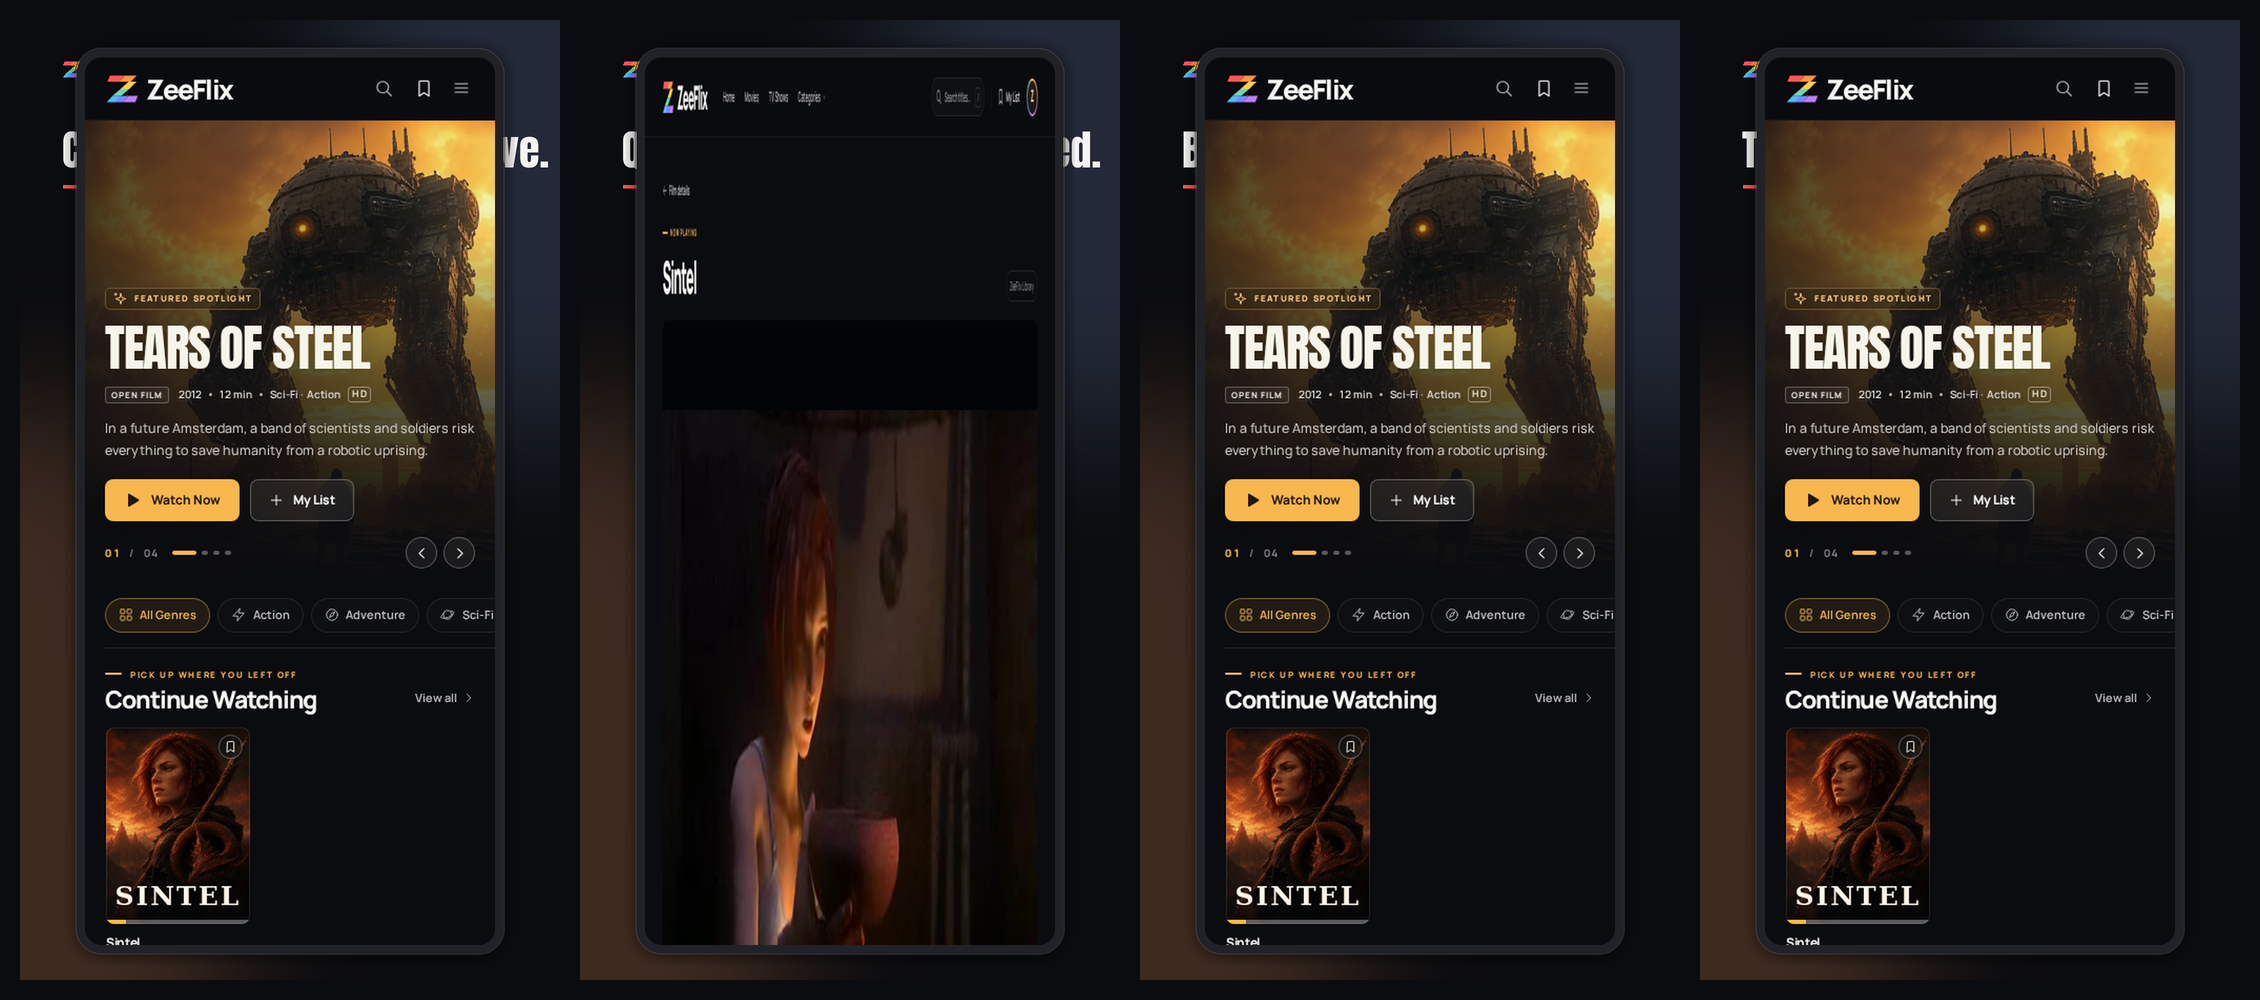 ZeeFlix
ve.
FEATURED SPOTLIGHT
TEARS OF STEEL
OPEN FILM 2012 • 12 min • Sci-Fi · Action HD
In a future Amsterdam, a band of scientists and soldiers risk
everything to save humanity from a robotic uprising.
Watch Now
My List
01 / 04
All Genres
Action
Adventure
Sci-Fi
PICK UP WHERE YOU LEFT OFF
Continue Watching
View all
SINTEL
Sintel
ZeeFlix
Home
Movies
TV Shows
Categories
Search titles...
My List
Z
ed.
Film details
NOW PLAYING
Sintel
ZeeFlix Library
B
ZeeFlix
FEATURED SPOTLIGHT
TEARS OF STEEL
OPEN FILM 2012 • 12 min • Sci-Fi · Action HD
In a future Amsterdam, a band of scientists and soldiers risk
everything to save humanity from a robotic uprising.
Watch Now
My List
01 / 04
All Genres
Action
Adventure
Sci-Fi
PICK UP WHERE YOU LEFT OFF
Continue Watching
View all
SINTEL
Sintel
T
ZeeFlix
FEATURED SPOTLIGHT
TEARS OF STEEL
OPEN FILM 2012 • 12 min • Sci-Fi · Action HD
In a future Amsterdam, a band of scientists and soldiers risk
everything to save humanity from a robotic uprising.
Watch Now
My List
01 / 04
All Genres
Action
Adventure
Sci-Fi
PICK UP WHERE YOU LEFT OFF
Continue Watching
View all
SINTEL
Sintel